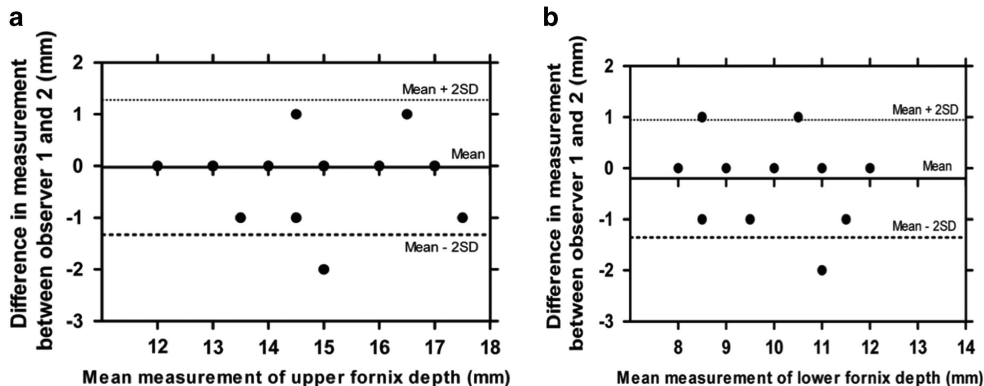 a
Difference in measurement
between observer 1 and 2 (mm)
2
1
0
-1
-2
-3
Mean + 2SD
Mean
Mean - 2SD
12 13 14 15 16 17 18
Mean measurement of upper fornix depth (mm)
b
Difference in measurement
between observer 1 and 2 (mm)
2
1
0
-1
-2
-3
Mean + 2SD
Mean
Mean - 2SD
8 9 10 11 12 13 14
Mean measurement of lower fornix depth (mm)